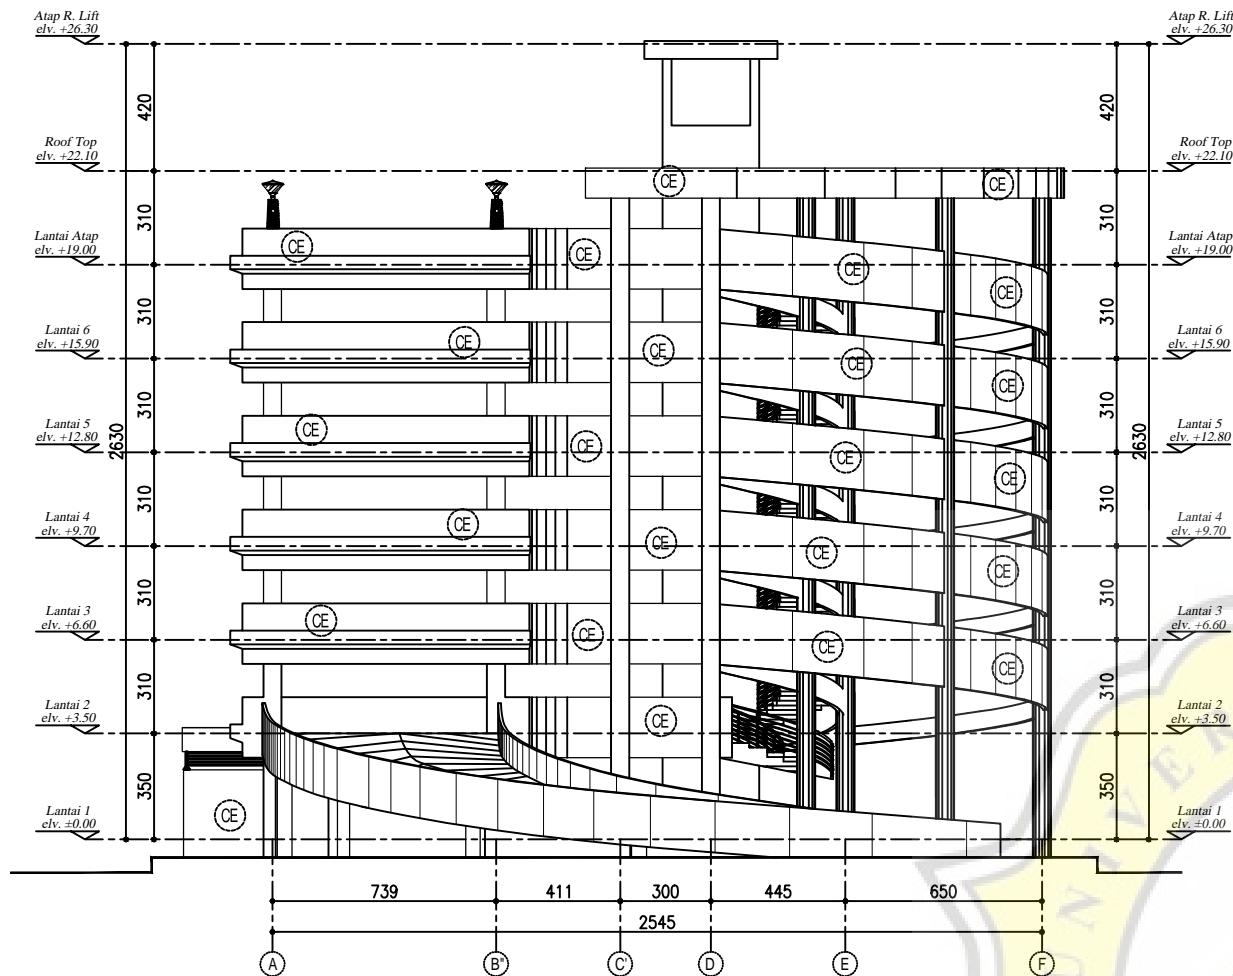 Atap R. Lift
elv. +26.30
Atap R. Lift
elv. +26.30
420
420
Roof Top
elv. +22.10
Roof Top
elv. +22.10
CE
CE
310
310
Lantai Atap
elv. +19.00
CE
CE
CE
CE
Lantai Atap
elv. +19.00
310
310
Lantai 6
elv. +15.90
CE
CE
CE
CE
Lantai 6
elv. +15.90
310
310
Lantai 5
elv. +12.80
CE
CE
CE
CE
Lantai 5
elv. +12.80
2630
2630
310
310
Lantai 4
elv. +9.70
CE
CE
CE
CE
Lantai 4
elv. +9.70
310
310
Lantai 3
elv. +6.60
CE
CE
CE
CE
Lantai 3
elv. +6.60
310
310
Lantai 2
elv. +3.50
CE
Lantai 2
elv. +3.50
350
350
Lantai 1
elv. ±0.00
CE
Lantai 1
elv. ±0.00
739
411
300
445
650
2545
A
B"
C'
D
E
F
UNIVER